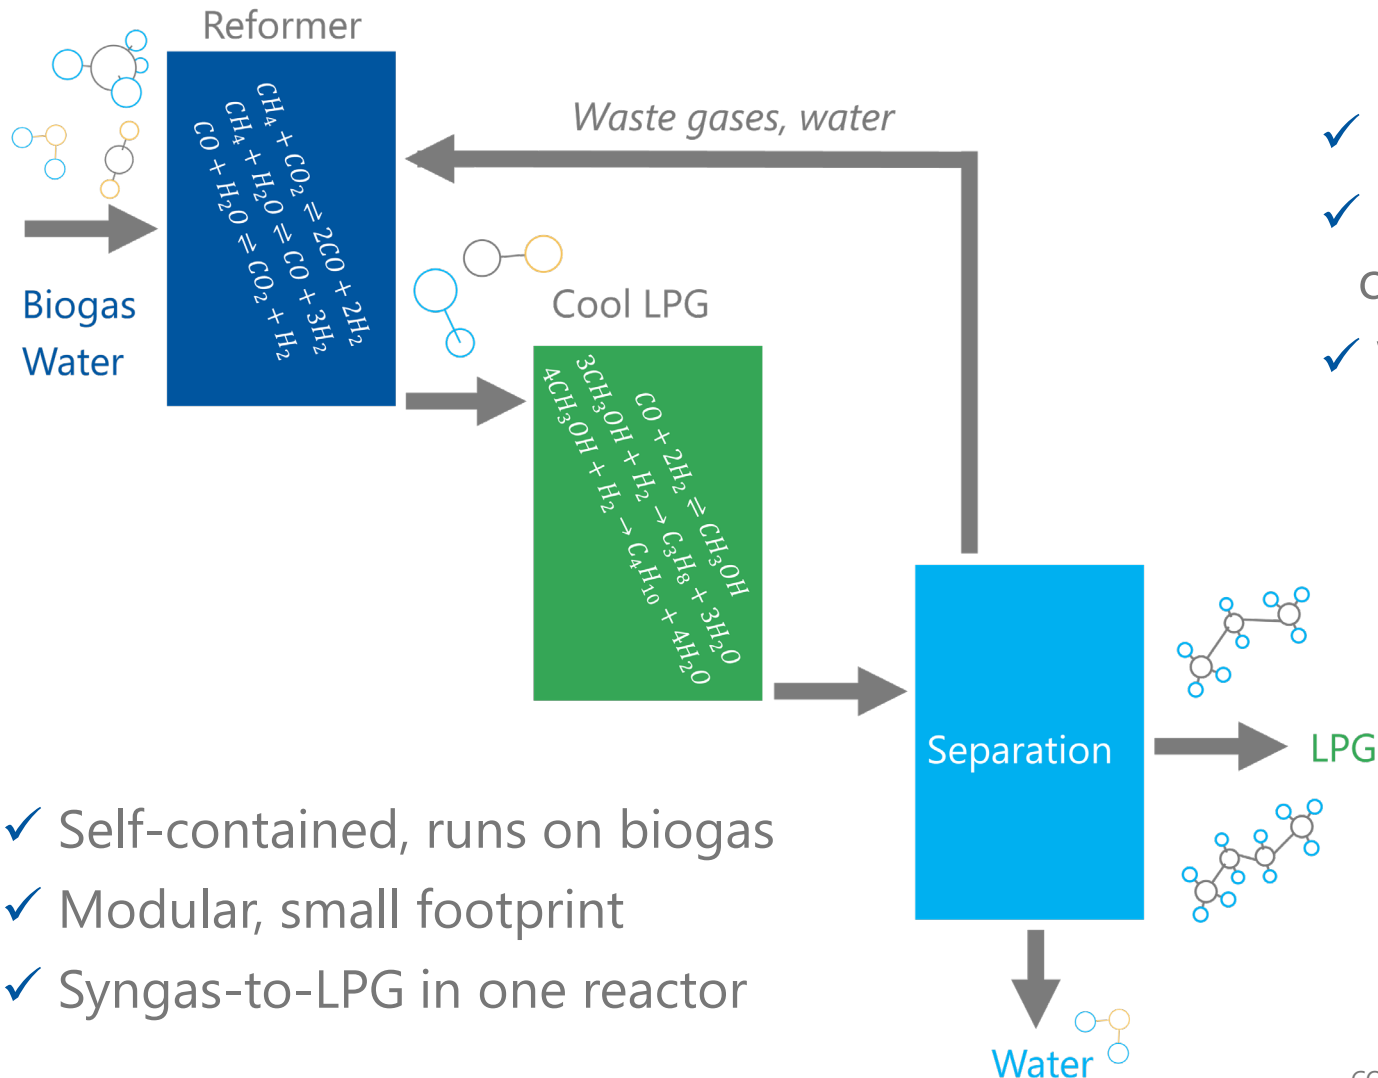 Reformer
CH₄ + CO₂ ⇌ 2CO + 2H₂
CH₄ + H₂O ⇌ CO + 3H₂
CO + H₂O ⇌ CO₂ + H₂
Waste gases, water
Biogas
Water
Cool LPG
CO + 2H₂ ⇌ CH₃OH
3CH₃OH + H₂ → C₃H₈ + 3H₂O
4CH₃OH + H₂ → C₄H₁₀ + 4H₂O
Separation
LPG
✓ Self-contained, runs on biogas
✓ Modular, small footprint
✓ Syngas-to-LPG in one reactor
Water